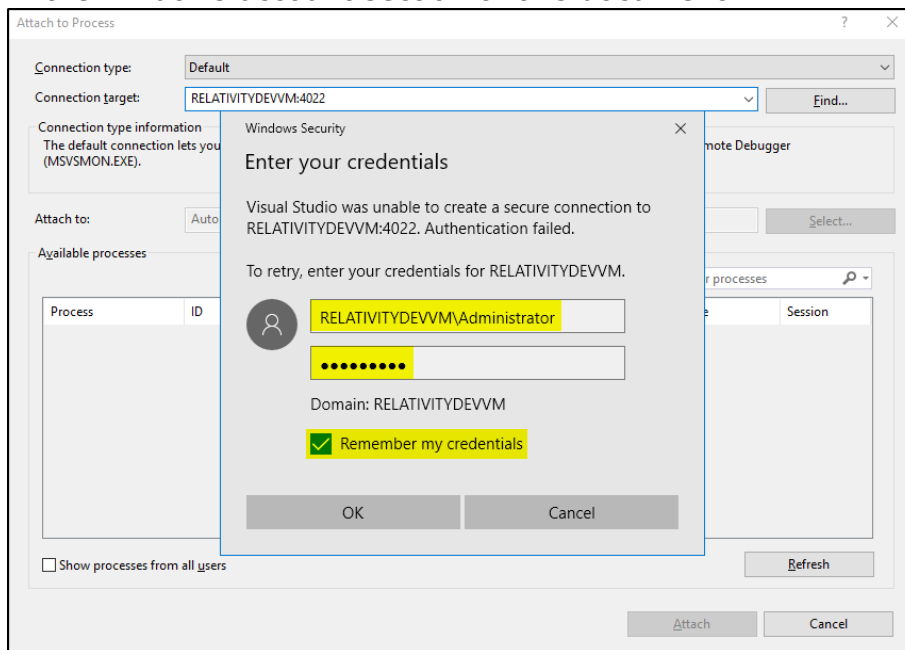 Attach to Process ? ×
Connection type: Default
Connection target: RELATIVITYDEVVM:4022 Find...
Connection type information
The default connection lets you
mote Debugger
(MSVSMON.EXE).
Windows Security
Enter your credentials
Visual Studio was unable to create a secure connection to
RELATIVITYDEVVM:4022. Authentication failed.
To retry, enter your credentials for RELATIVITYDEVVM.
RELATIVITYDEVVM\Administrator
●●●●●●●●●
Domain: RELATIVITYDEVVM
Remember my credentials
OK Cancel
Attach to: Auto Select...
Available processes
r processes
Process ID Session
Show processes from all users Refresh
Attach Cancel